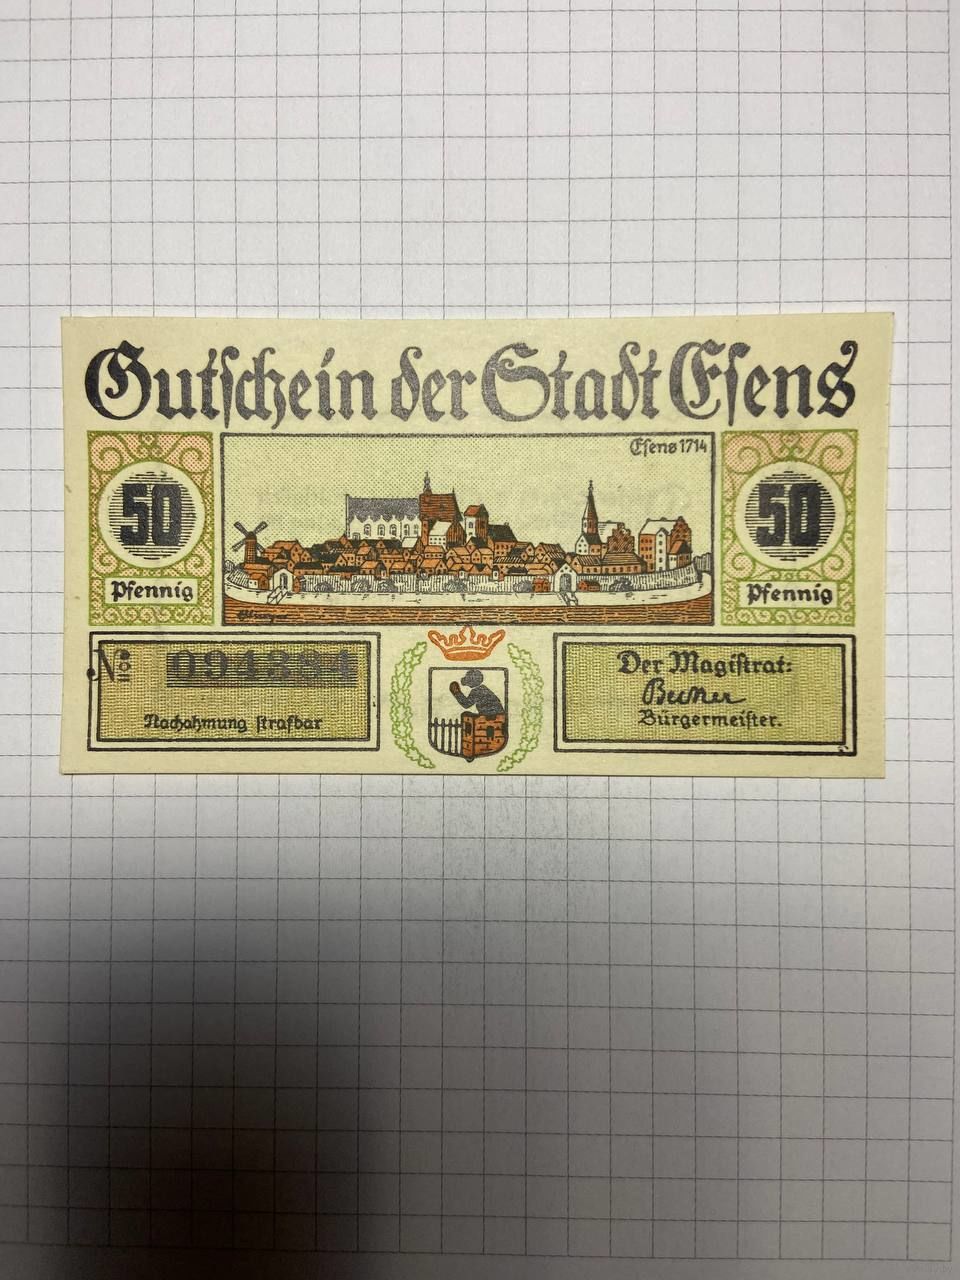 Gutschein der Stadt Esens
Esens 1714
50
Pfennig
50
Pfennig
No 094384
Nachahmung strafbar
Der Magistrat:
Becker
Bürgermeister.